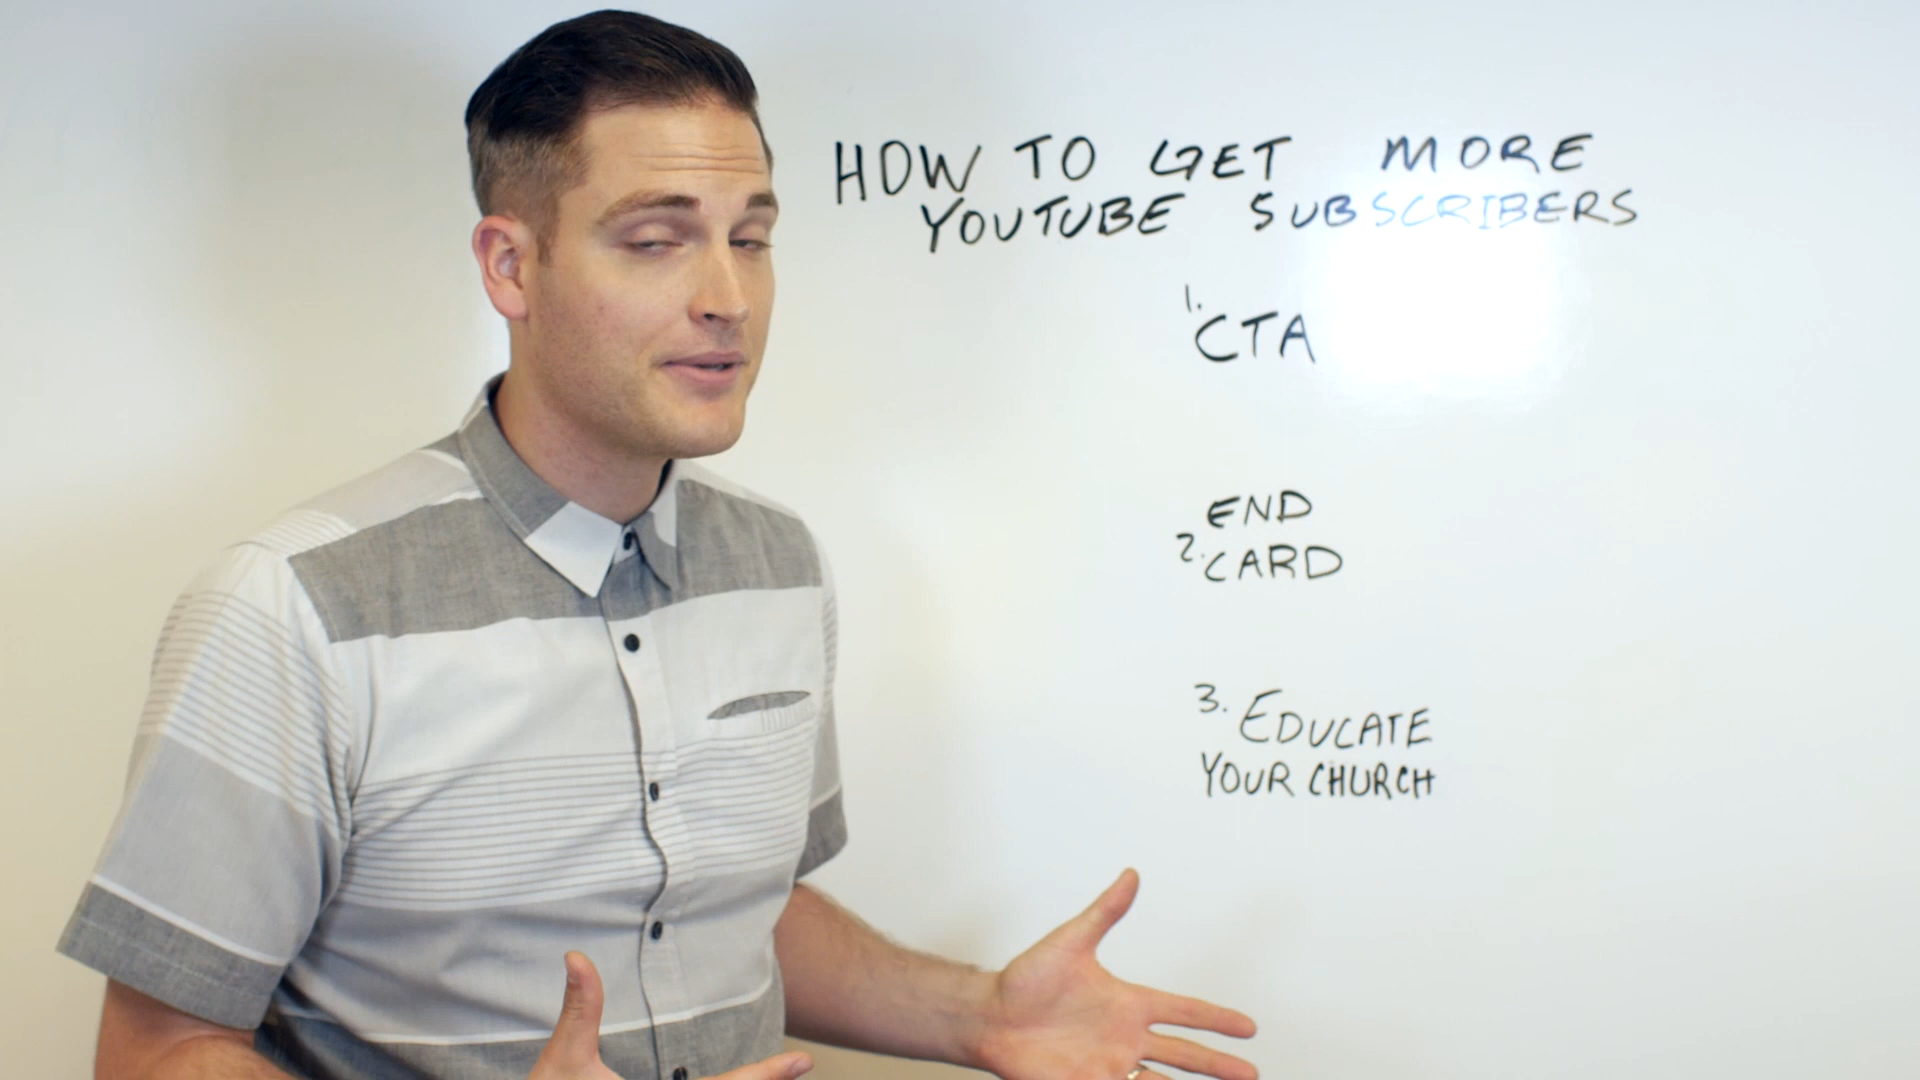 HOW TO GET MORE
YOUTUBE SUBSCRIBERS
1.
CTA
END
2. CARD
3. EDUCATE
YOUR CHURCH